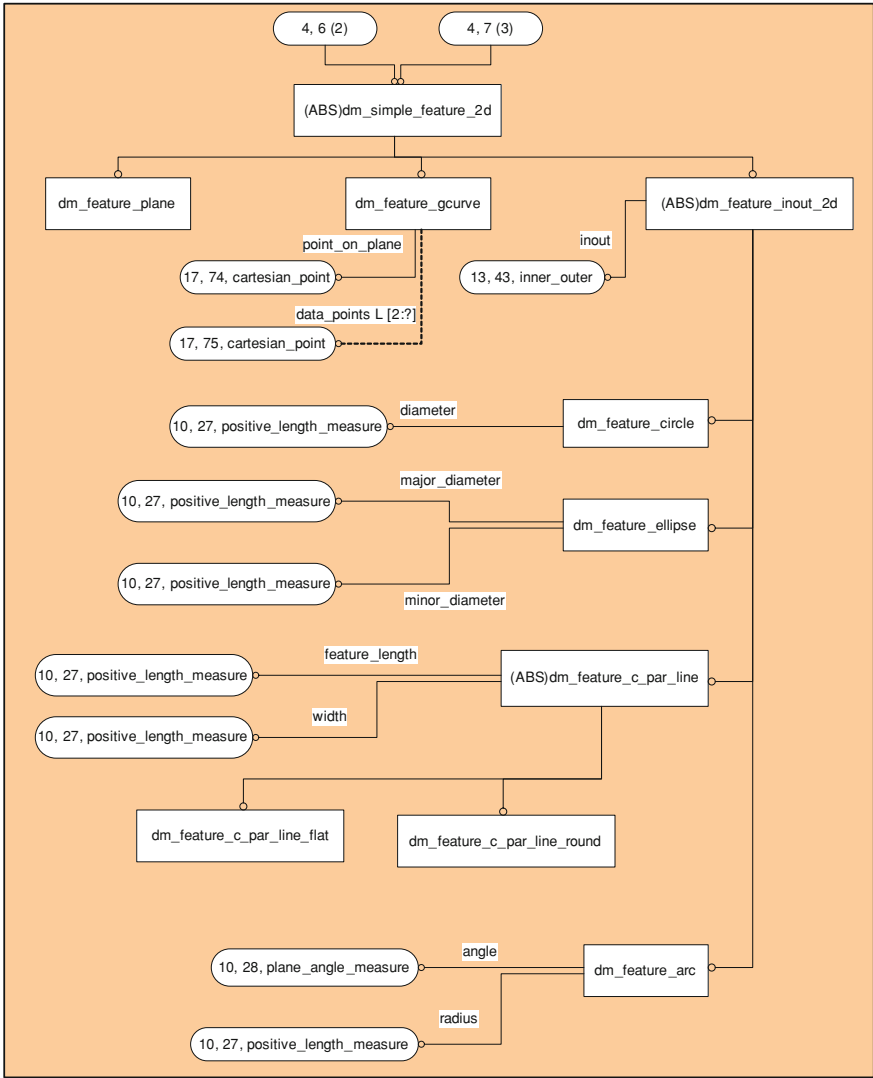 4, 6 (2)
4, 7 (3)
(ABS)dm_simple_feature_2d
dm_feature_plane
dm_feature_gcurve
(ABS)dm_feature_inout_2d
point_on_plane
inout
17, 74, cartesian_point
13, 43, inner_outer
data_points L [2:?]
17, 75, cartesian_point
diameter
10, 27, positive_length_measure
dm_feature_circle
major_diameter
10, 27, positive_length_measure
dm_feature_ellipse
10, 27, positive_length_measure
minor_diameter
feature_length
10, 27, positive_length_measure
(ABS)dm_feature_c_par_line
width
10, 27, positive_length_measure
dm_feature_c_par_line_flat
dm_feature_c_par_line_round
angle
10, 28, plane_angle_measure
dm_feature_arc
radius
10, 27, positive_length_measure